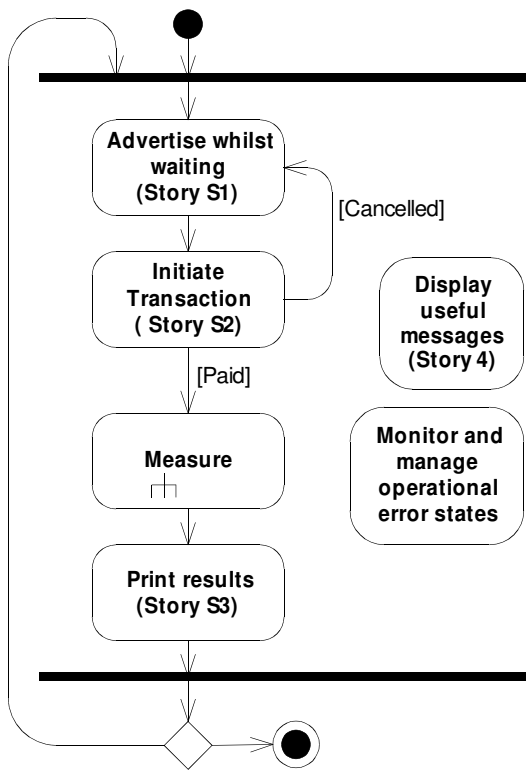 Advertise whilst
waiting
(Story S1)
[Cancelled]
Initiate
Transaction
( Story S2)
Display
useful
messages
(Story 4)
[Paid]
Measure
Monitor and
manage
operational
error states
Print results
(Story S3)